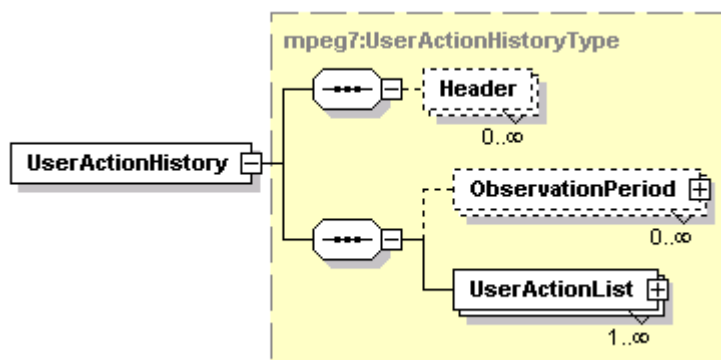 mpeg7:UserActionHistoryType
Header
0..∞
UserActionHistory
ObservationPeriod
0..∞
UserActionList
1..∞